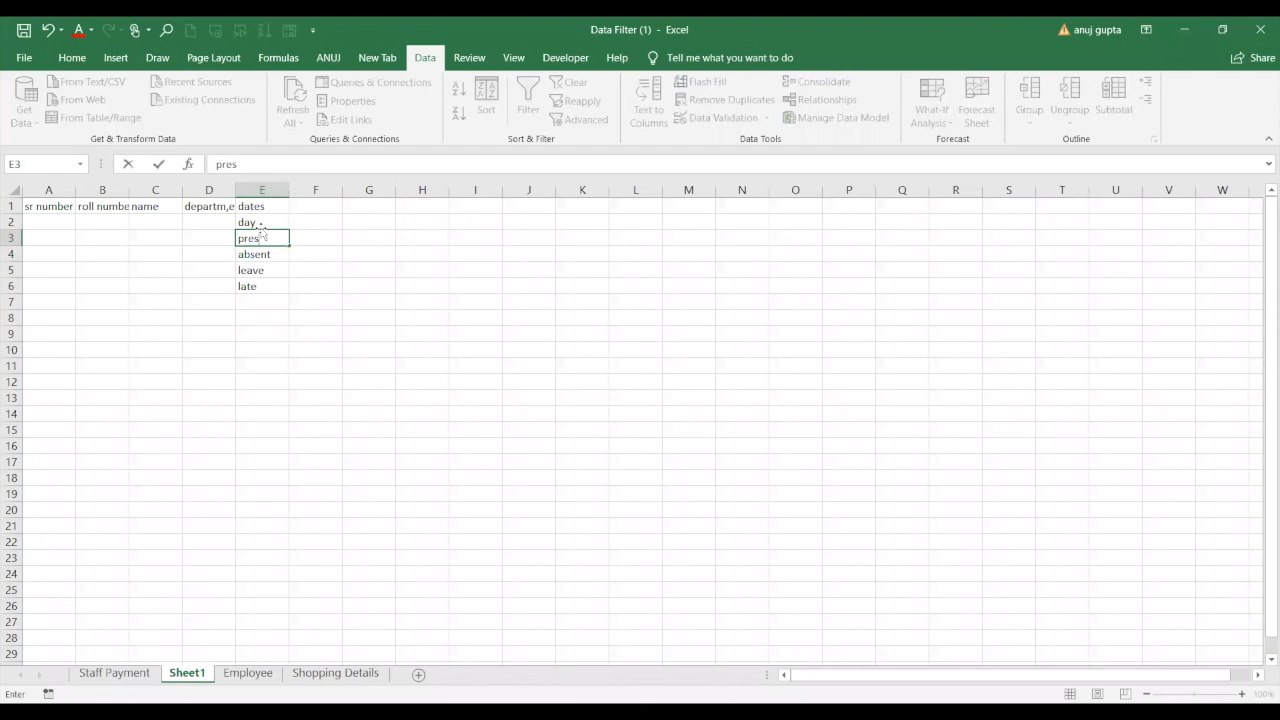 Data Filter (1) - Excel
anuj gupta
File Home Insert Draw Page Layout Formulas ANUJ New Tab Data Review View Developer Help Tell me what you want to do Share
Get Data
From Text/CSV
From Web
From Table/Range
Recent Sources
Existing Connections
Get & Transform Data
Refresh All
Queries & Connections
Properties
Edit Links
Queries & Connections
Sort
Filter
Clear
Reapply
Advanced
Sort & Filter
Text to Columns
Flash Fill
Remove Duplicates
Data Validation
Consolidate
Relationships
Manage Data Model
Data Tools
What-If Analysis
Forecast Sheet
Forecast
Group
Ungroup
Subtotal
Outline
E3 fx pres
A B C D E F G H I J K L M N O P Q R S T U V W
1 sr number roll numbe name departm,e dates
2 day
3 pres
4 absent
5 leave
6 late
7
8
9
10
11
12
13
14
15
16
17
18
19
20
21
22
23
24
25
26
27
28
29
Staff Payment Sheet1 Employee Shopping Details
Enter 100%